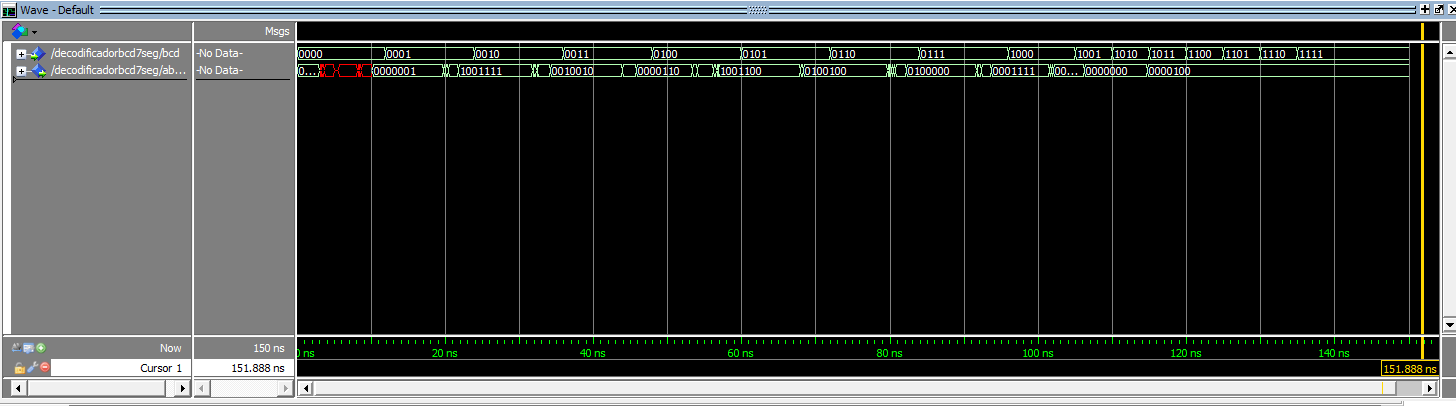 Wave - Default
Msgs
/decodificadorbcd7seg/bcd -No Data- 0000 0001 0010 0011 0100 0101 0110 0111 1000 1001 1010 1011 1100 1101 1110 1111
/decodificadorbcd7seg/ab... -No Data- 0... 0000001 1001111 0010010 0000110 1001100 0100100 0100000 0001111 00... 0000000 0000100
Now 150 ns 0 ns 20 ns 40 ns 60 ns 80 ns 100 ns 120 ns 140 ns
Cursor 1 151.888 ns 151.888 ns